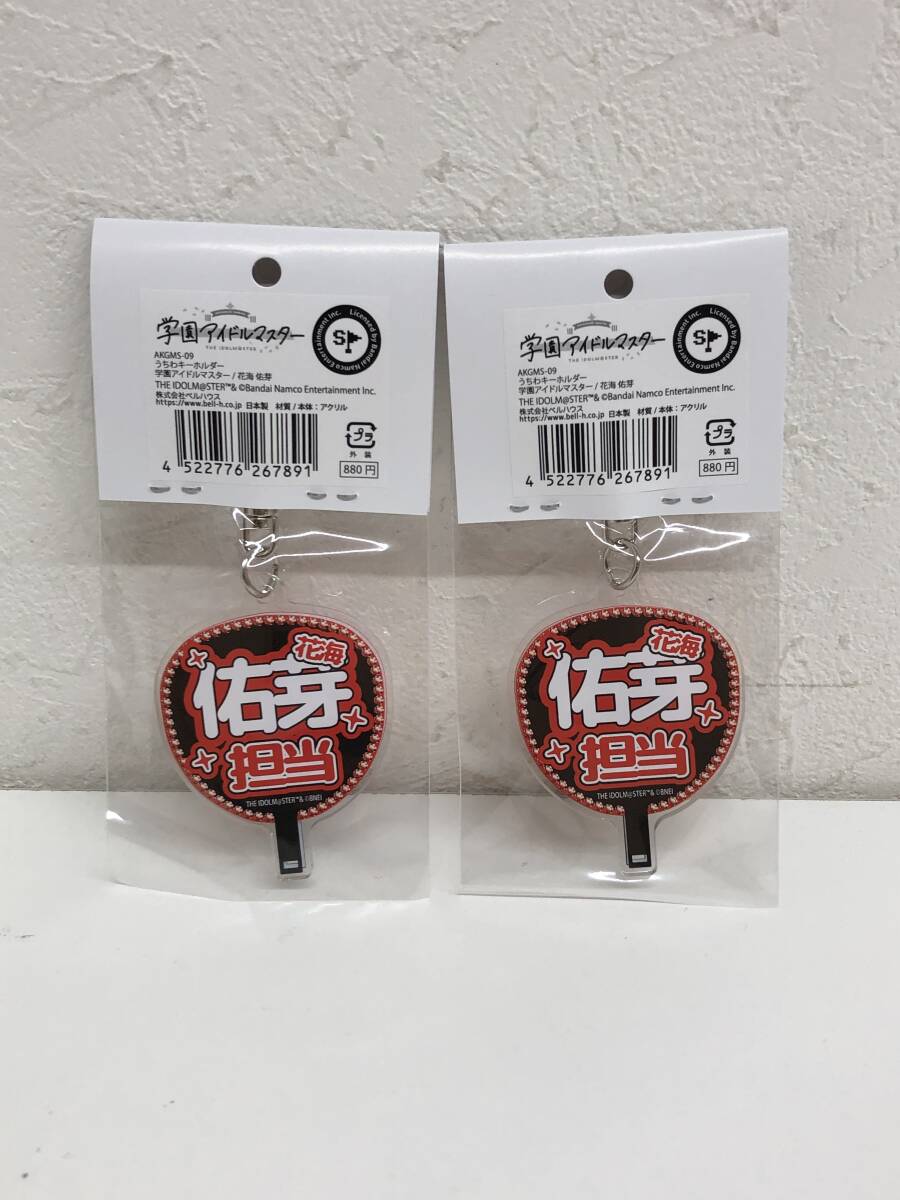 学園アイドルマスター
THE IDOLM@STER
AKGMS-09
うちわキーホルダー
学園アイドルマスター / 花海 佑芽
THE IDOLM@STER™& ©Bandai Namco Entertainment Inc.
株式会社ベルハウス
https://www.bell-h.co.jp 日本製 材質 / 本体：アクリル
4 522776 267891
プラ
外装
880 円
Licensed by Bandai Namco Entertainment Inc.
S
花海
佑芽
担当
THE IDOLM@STER™& ©BNEI
学園アイドルマスター
THE IDOLM@STER
AKGMS-09
うちわキーホルダー
学園アイドルマスター / 花海 佑芽
THE IDOLM@STER™& ©Bandai Namco Entertainment Inc.
株式会社ベルハウス
https://www.bell-h.co.jp 日本製 材質 / 本体：アクリル
4 522776 267891
プラ
外装
880 円
Licensed by Bandai Namco Entertainment Inc.
S
花海
佑芽
担当
THE IDOLM@STER™& ©BNEI